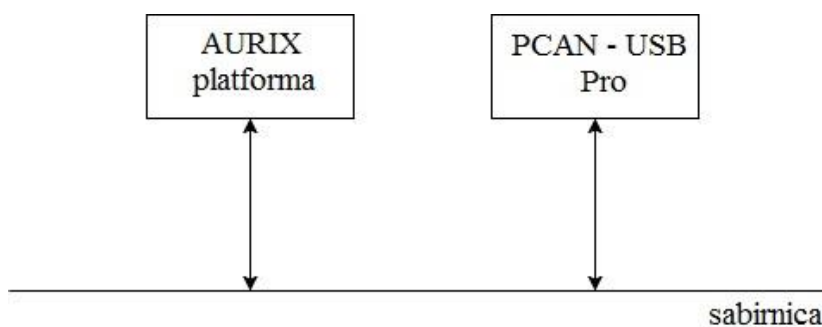 AURIX
platforma
PCAN - USB
Pro
sabirnica